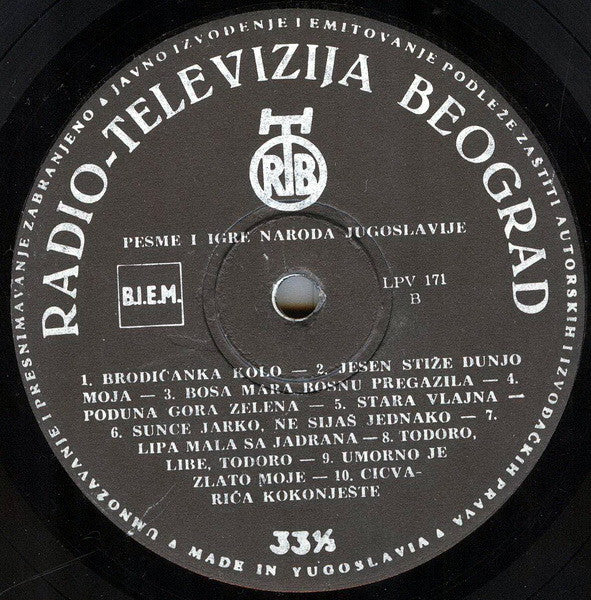 UMNOŽAVANJE I PRESNIMAVANJE ZABRANJENO ▲ JAVNO IZVOĐENJE I EMITOVANJE PODLEŽE ZAŠTITI AUTORSKIH I IZVOĐAČKIH PRAVA ▲
RADIO-TELEVIZIJA BEOGRAD
RTB
PESME I IGRE NARODA JUGOSLAVIJE
B.I.E.M.
LPV 171
B
1. BRODIČANKA KOLO — 2. JESEN STIŽE DUNJO
MOJA — 3. BOSA MARA BOSNU PREGAZILA — 4.
PODUNA GORA ZELENA — 5. STARA VLAJNA —
6. SUNCE JARKO, NE SIJAŠ JEDNAKO — 7.
LIPA MALA SA JADRANA — 8. TODORO,
LIBE, TODORO — 9. UMORNO JE
ZLATO MOJE — 10. CICVA-
RIĆA KOKONJEŠTE
33⅓
▲ MADE IN YUGOSLAVIA ▲